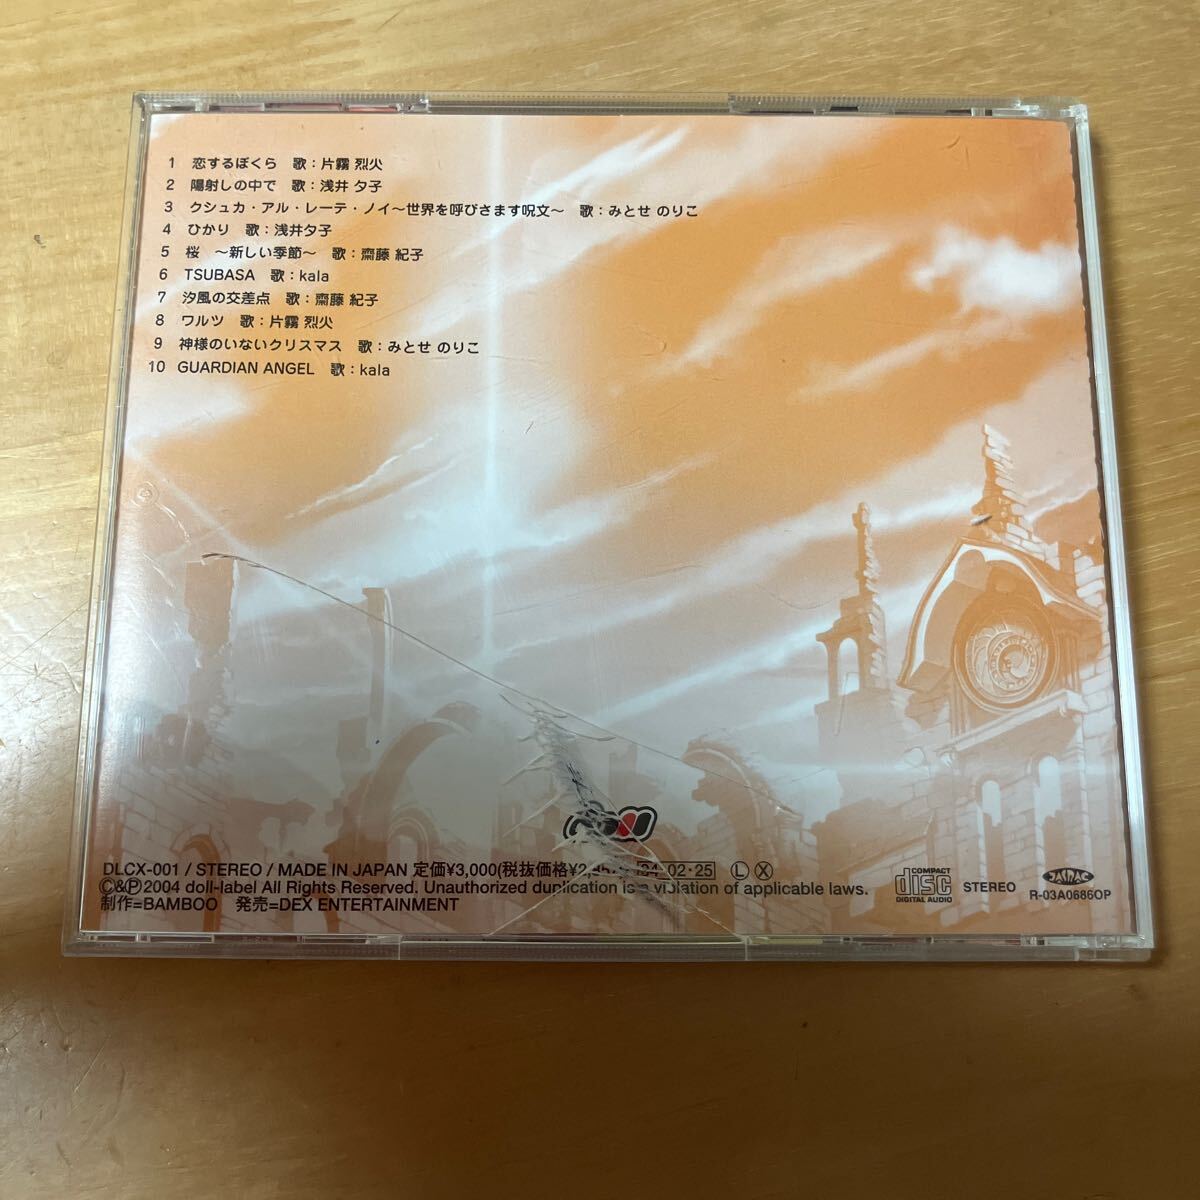 1 恋するぼくら 歌：片霧 烈火
2 陽射しの中で 歌：浅井 夕子
3 クシュカ・アル・レーテ・ノイ～世界を呼びさます呪文～ 歌：みとせ のりこ
4 ひかり 歌：浅井夕子
5 桜 ～新しい季節～ 歌：齋藤 紀子
6 TSUBASA 歌：kala
7 汐風の交差点 歌：齋藤 紀子
8 ワルツ 歌：片霧 烈火
9 神様のいないクリスマス 歌：みとせ のりこ
10 GUARDIAN ANGEL 歌：kala
DLCX-001 / STEREO / MADE IN JAPAN 定価¥3,000(税抜価格 02・25 Ⓛ Ⓧ
Ⓒ&Ⓟ2004 doll-label All Rights Reserved. Unauthorized duplication is a violation of applicable laws.
制作=BAMBOO 発売=DEX ENTERTAINMENT
COMPACT
disc
DIGITAL AUDIO
STEREO
JASRAC
R-03A0686OP